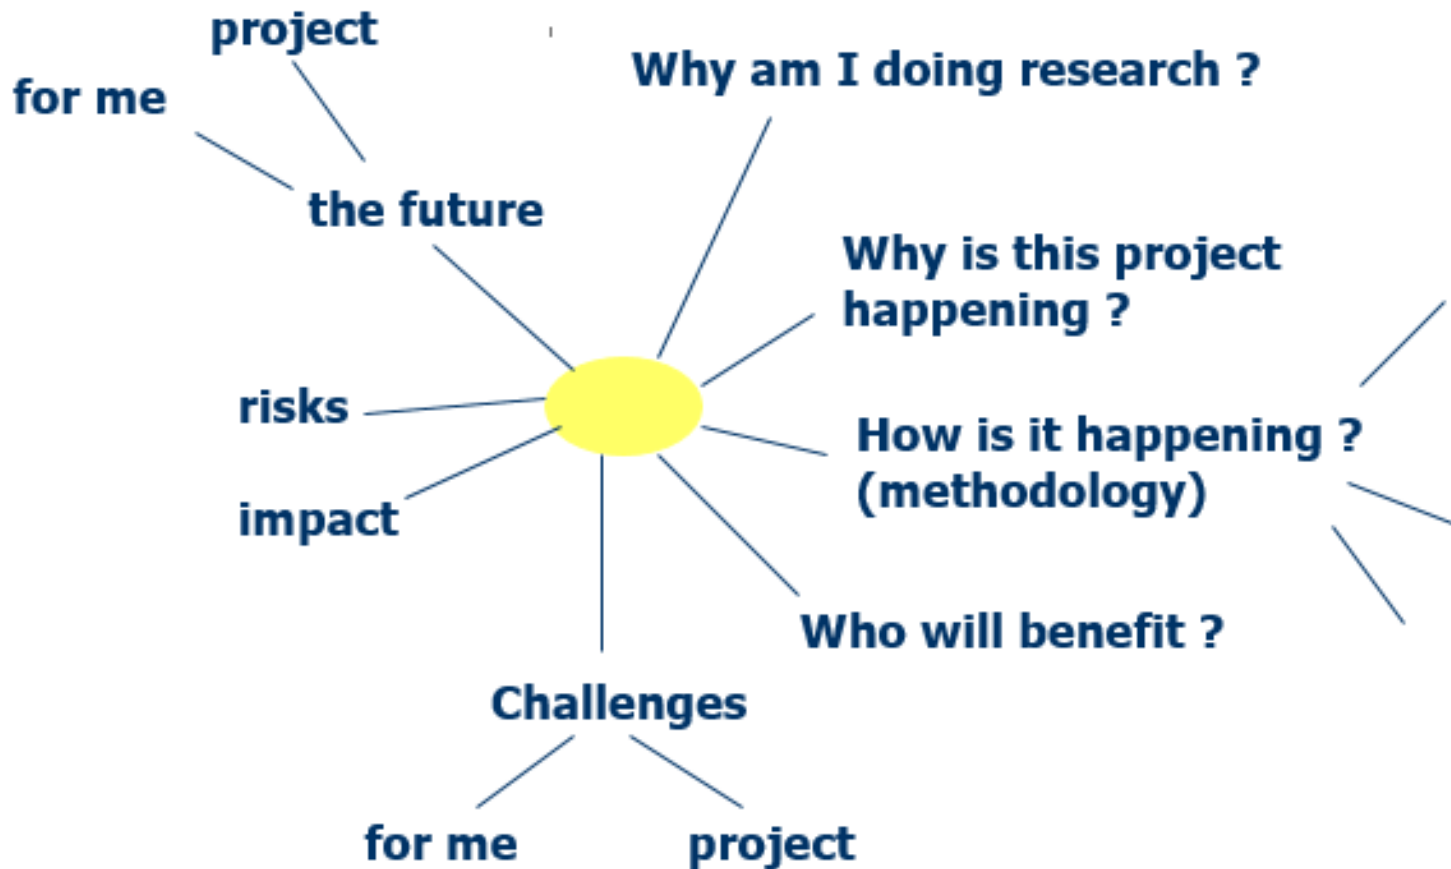 project
for me
Why am I doing research ?
the future
Why is this project
happening ?
risks
How is it happening ?
(methodology)
impact
Who will benefit ?
Challenges
for me
project